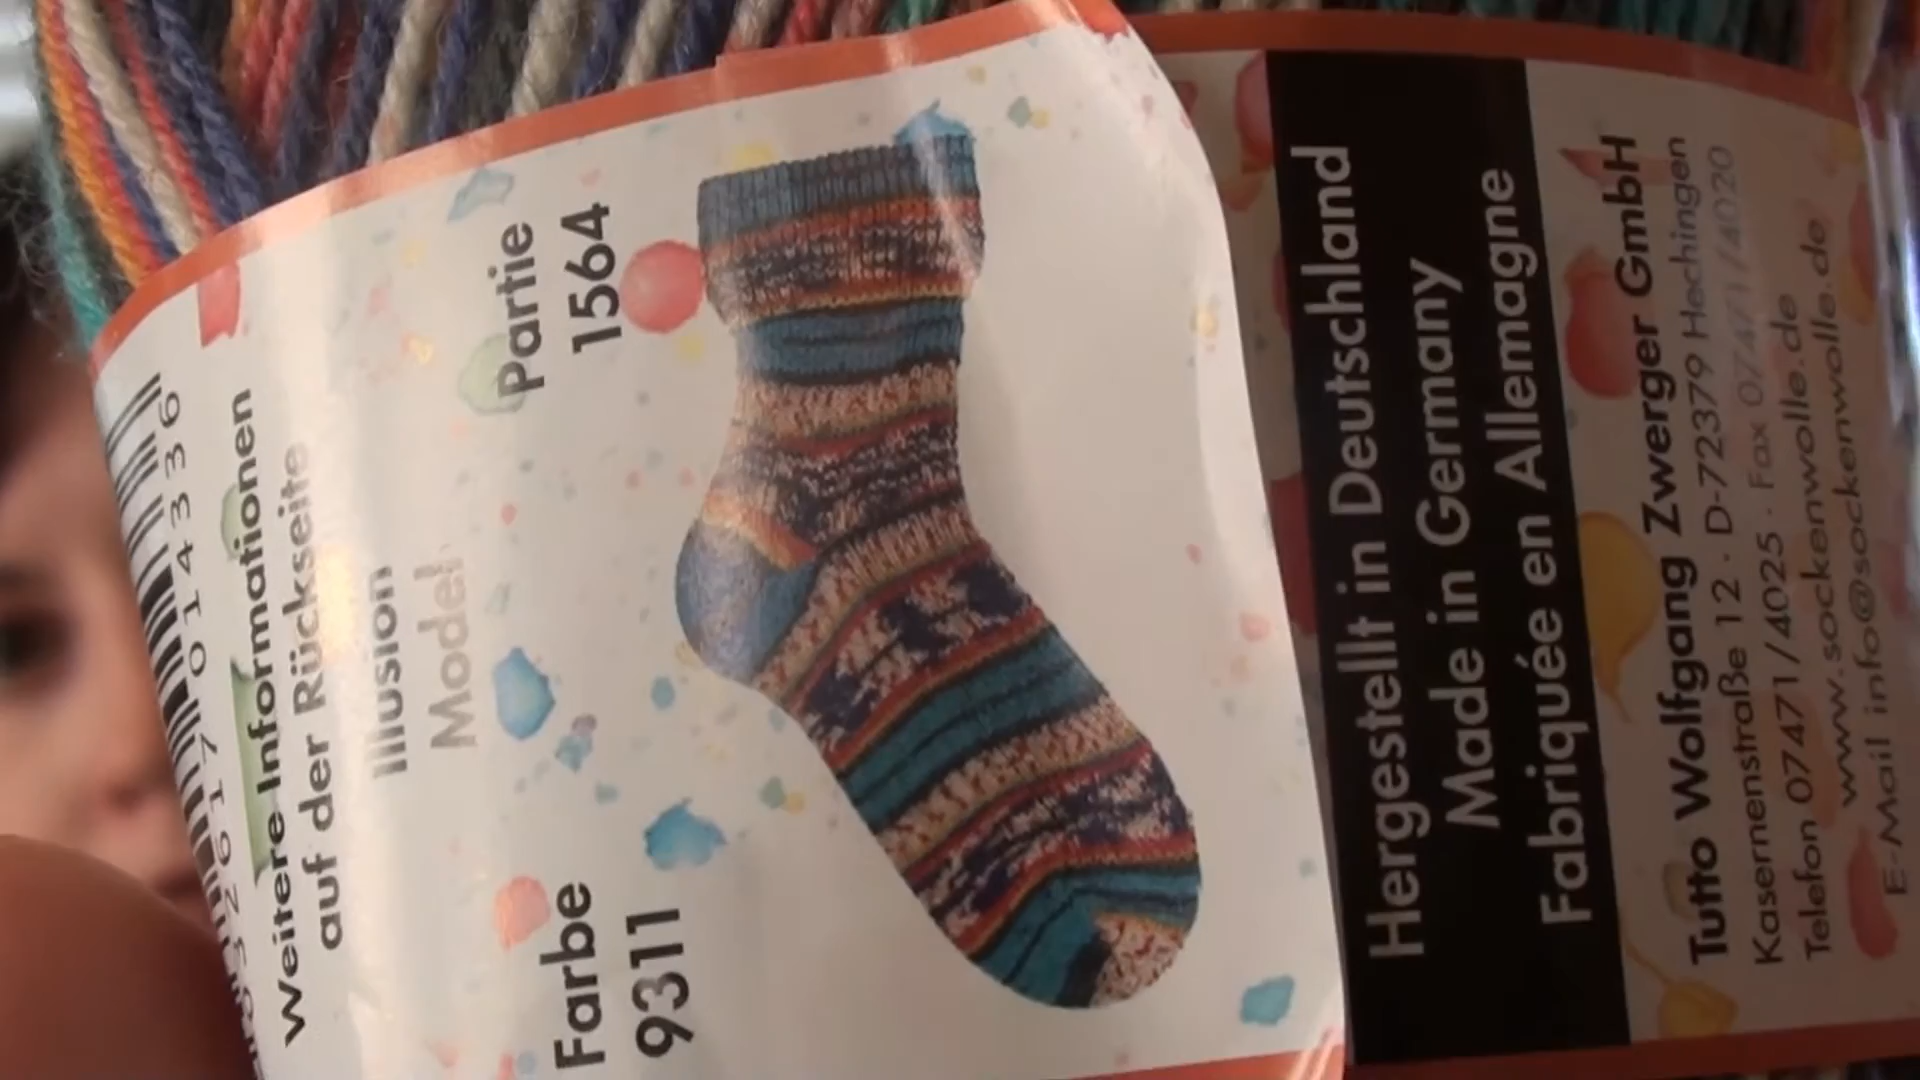 Weitere Informationen
auf der Rückseite
Illusion
Model
Farbe
9311
Partie
1564
Hergestellt in Deutschland
Made in Germany
Fabriquée en Allemagne
Tutto Wolfgang Zwerger GmbH
Kasernenstraße 12 · D-72379 Hechingen
Telefon 07471/4025 · Fax 07471/4020
www.sockenwolle.de
E-Mail info@sockenwolle.de